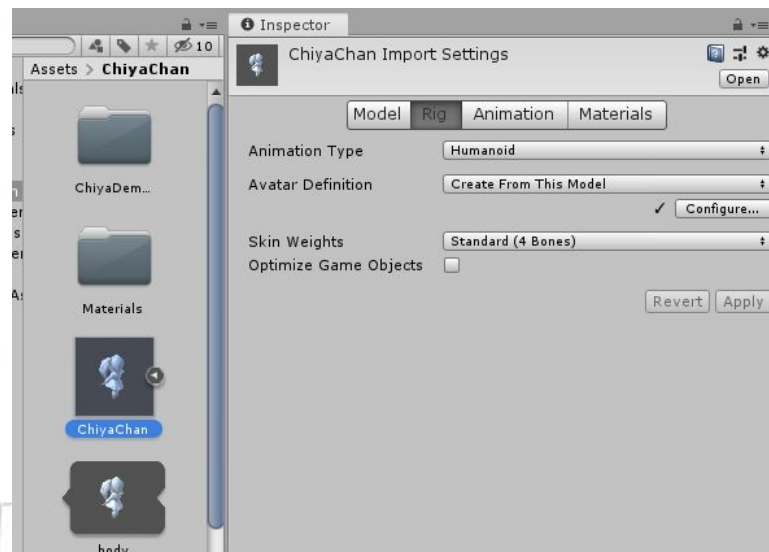 10
Assets > ChiyaChan
ChiyaDem...
Materials
ChiyaChan
body
Inspector
ChiyaChan Import Settings
Open
Model Rig Animation Materials
Animation Type Humanoid
Avatar Definition Create From This Model
✓ Configure...
Skin Weights Standard (4 Bones)
Optimize Game Objects
Revert Apply